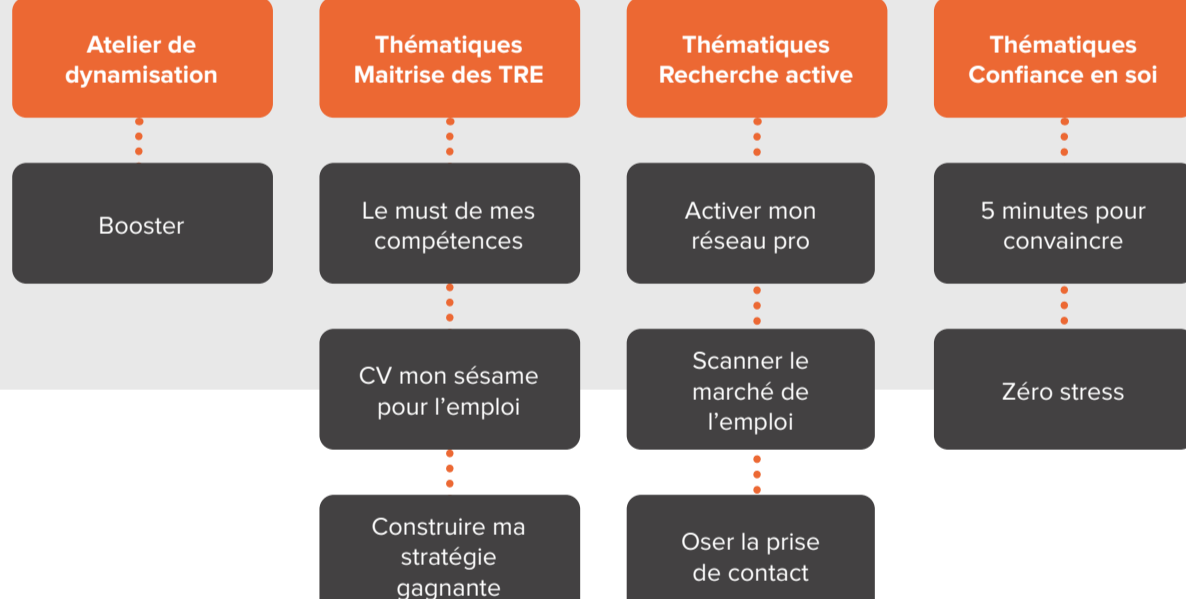 Atelier de
dynamisation
Booster
Thématiques
Maitrise des TRE
Le must de mes
compétences
CV mon sésame
pour l’emploi
Construire ma
stratégie
gagnante
Thématiques
Recherche active
Activer mon
réseau pro
Scanner le
marché de
l’emploi
Oser la prise
de contact
Thématiques
Confiance en soi
5 minutes pour
convaincre
Zéro stress